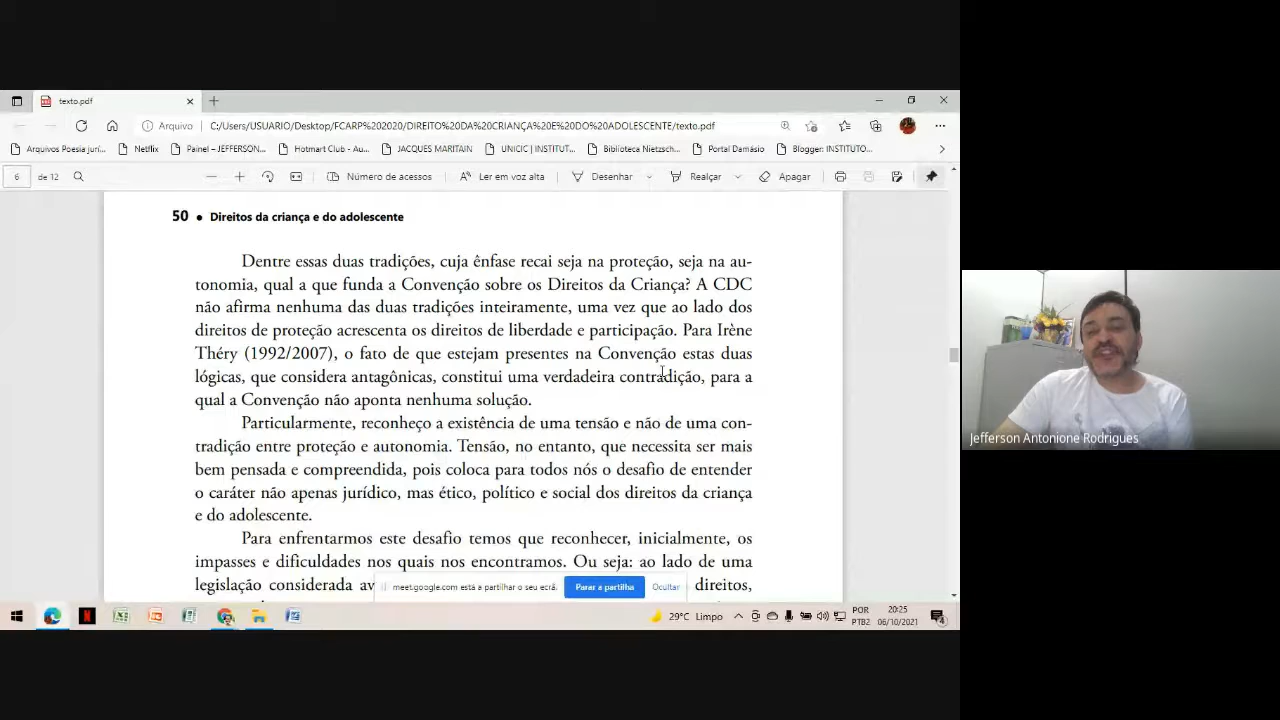 texto.pdf
Arquivo
C:/Users/USUARIO/Desktop/FCARP%202020/DIREITO%20DA%20CRIANÇA%20E%20DO%20ADOLESCENTE/texto.pdf
Arquivos Poesia jurí...
Netflix
Painel – JEFFERSON...
Hotmart Club - Au...
JACQUES MARITAIN
UNICIC | INSTITUT...
Biblioteca Nietzsch...
Portal Damásio
Blogger: INSTITUTO...
6 de 12
Número de acessos
Ler em voz alta
Desenhar
Realçar
Apagar
50 • Direitos da criança e do adolescente
Dentre essas duas tradições, cuja ênfase recai seja na proteção, seja na au-
tonomia, qual a que funda a Convenção sobre os Direitos da Criança? A CDC
não afirma nenhuma das duas tradições inteiramente, uma vez que ao lado dos
direitos de proteção acrescenta os direitos de liberdade e participação. Para Irène
Théry (1992/2007), o fato de que estejam presentes na Convenção estas duas
lógicas, que considera antagônicas, constitui uma verdadeira contradição, para a
qual a Convenção não aponta nenhuma solução.
Particularmente, reconheço a existência de uma tensão e não de uma con-
tradição entre proteção e autonomia. Tensão, no entanto, que necessita ser mais
bem pensada e compreendida, pois coloca para todos nós o desafio de entender
o caráter não apenas jurídico, mas ético, político e social dos direitos da criança
e do adolescente.
Para enfrentarmos este desafio temos que reconhecer, inicialmente, os
impasses e dificuldades nos quais nos encontramos. Ou seja: ao lado de uma
legislação considerada av direitos,
meet.google.com está a partilhar o seu ecrã.
Parar a partilha
Ocultar
29°C Limpo
POR
PTB2
20:25
06/10/2021
4
Jefferson Antonione Rodrigues